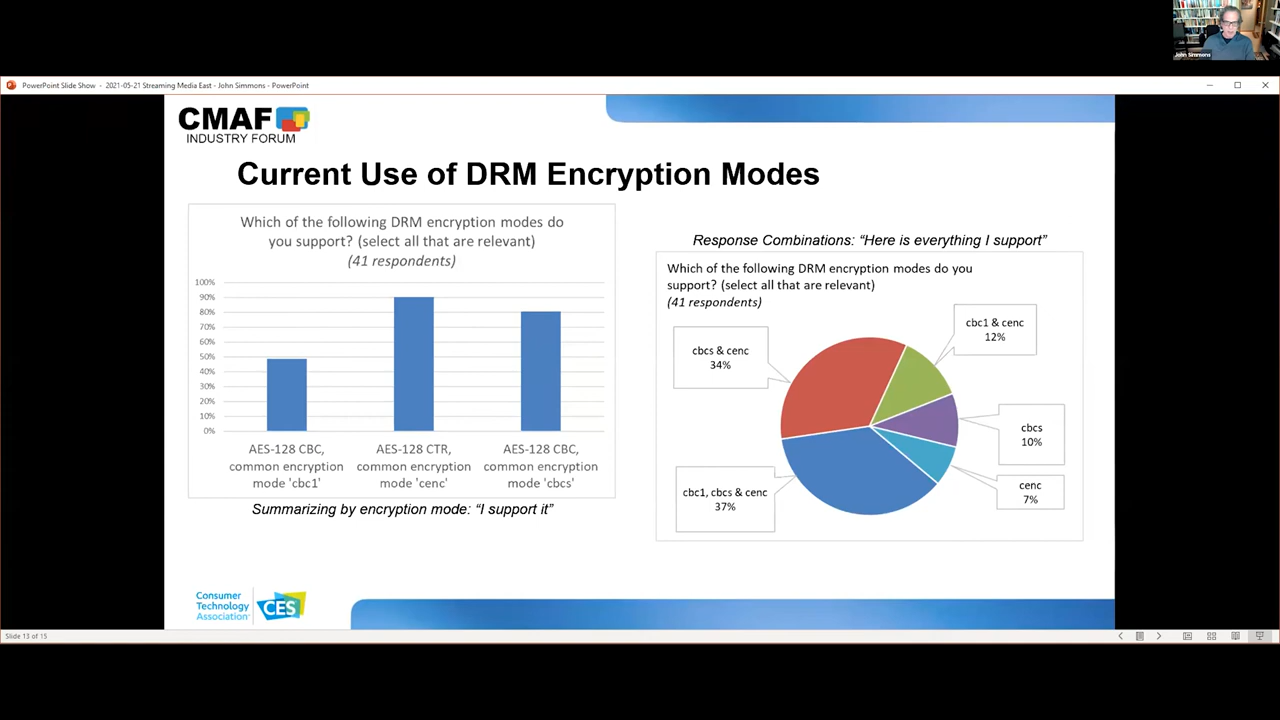 John Simmons
PowerPoint Slide Show - 2021-05-21 Streaming Media East - John Simmons - PowerPoint
CMAF
INDUSTRY FORUM
Current Use of DRM Encryption Modes
Which of the following DRM encryption modes do
you support? (select all that are relevant)
(41 respondents)
100%
90%
80%
70%
60%
50%
40%
30%
20%
10%
0%
AES-128 CBC,
common encryption
mode 'cbc1'
AES-128 CTR,
common encryption
mode 'cenc'
AES-128 CBC,
common encryption
mode 'cbcs'
Summarizing by encryption mode: “I support it”
Response Combinations: “Here is everything I support”
Which of the following DRM encryption modes do you
support? (select all that are relevant)
(41 respondents)
cbcs & cenc
34%
cbc1 & cenc
12%
cbcs
10%
cenc
7%
cbc1, cbcs & cenc
37%
Consumer
Technology
Association
CES
Slide 13 of 15